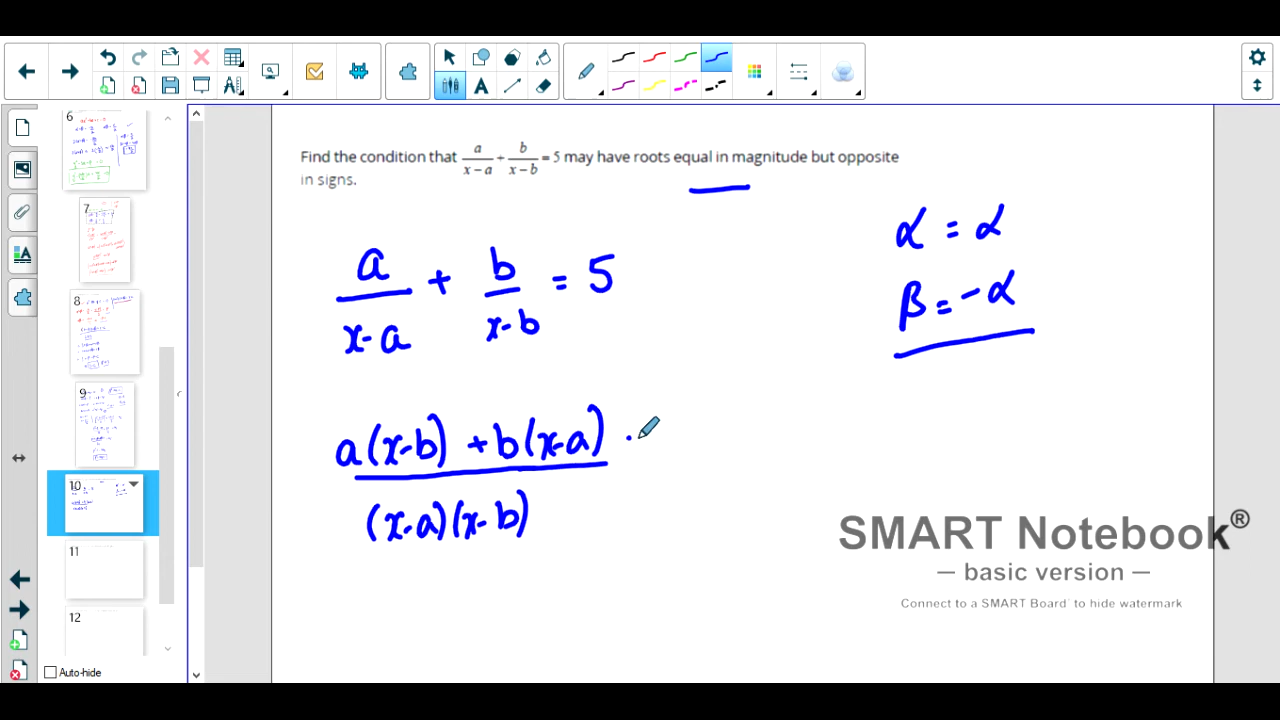 6
7
8
9
10
11
12
Auto-hide
Find the condition that a/(x−a) + b/(x−b) = 5 may have roots equal in magnitude but opposite
in signs.
a/(x-a) + b/(x-b) = 5
α = α
β = -α
a(x-b) + b(x-a)
(x-a)(x-b)
SMART Notebook®
— basic version —
Connect to a SMART Board™ to hide watermark